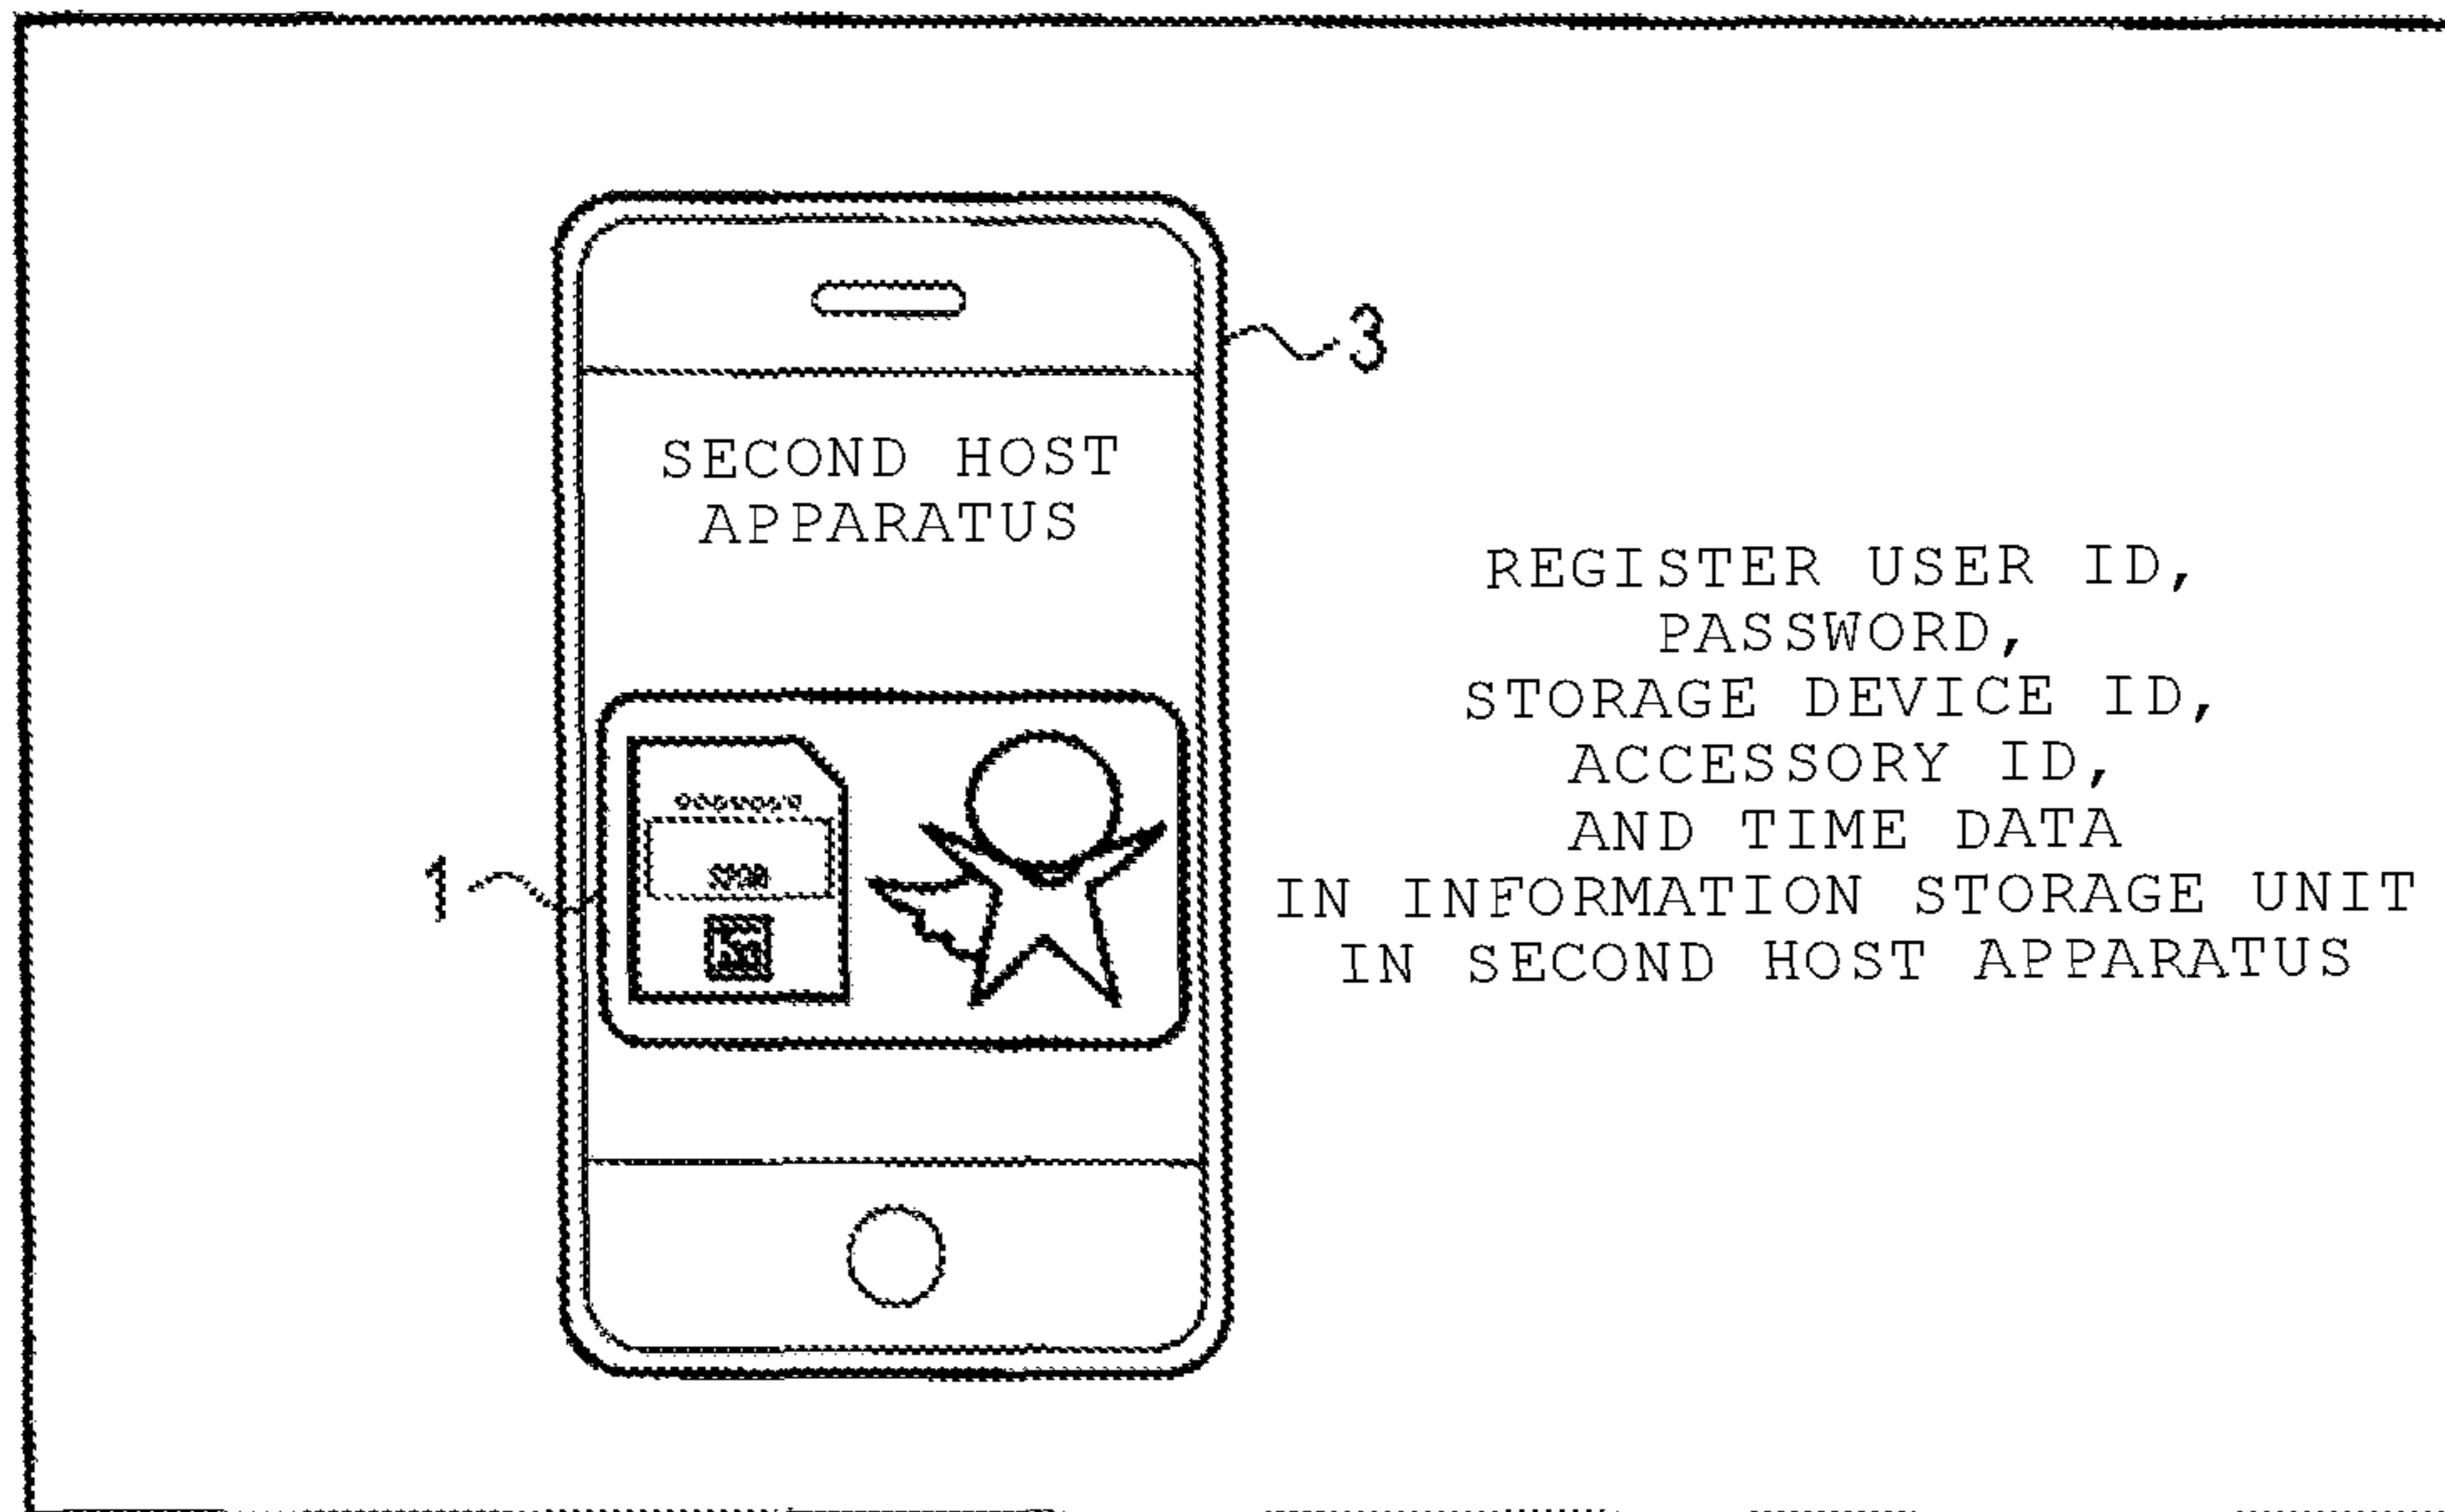 3
SECOND HOST
APPARATUS
REGISTER USER ID,
PASSWORD,
STORAGE DEVICE ID,
ACCESSORY ID,
AND TIME DATA
IN INFORMATION STORAGE UNIT
IN SECOND HOST APPARATUS
1